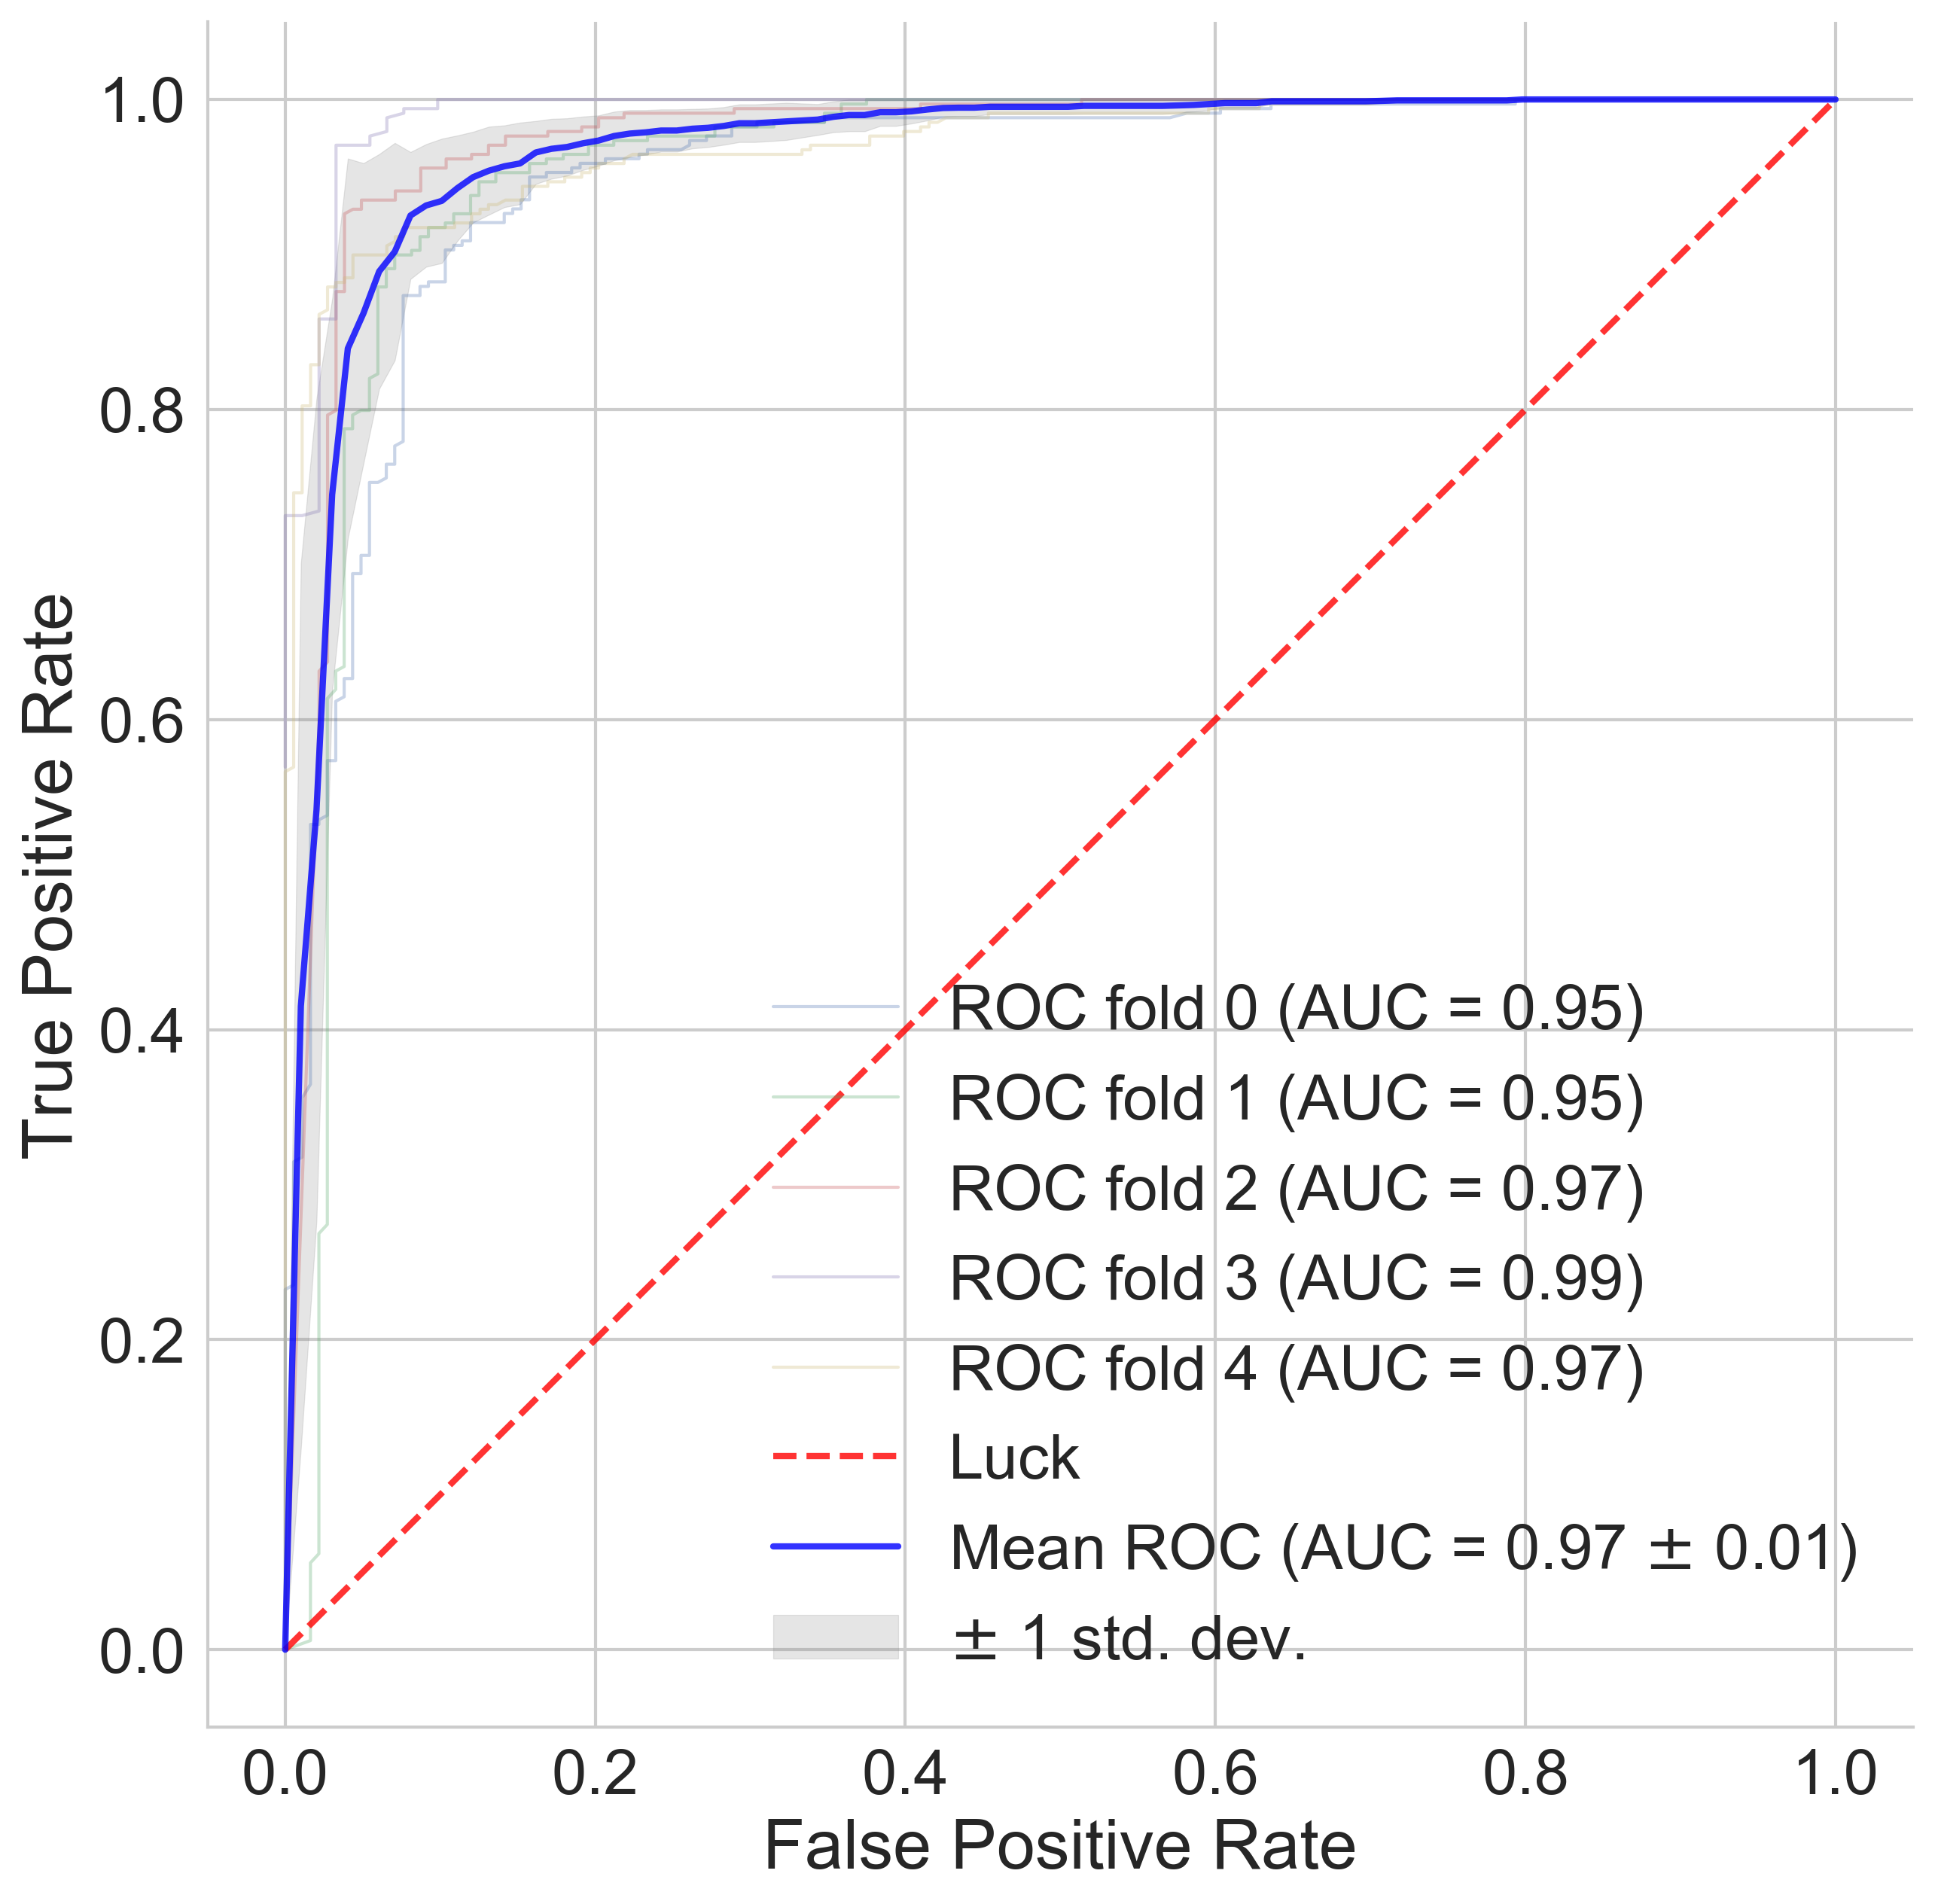 1.0
0.8
0.6
0.4
0.2
0.0
True Positive Rate
ROC fold 0 (AUC = 0.95)
ROC fold 1 (AUC = 0.95)
ROC fold 2 (AUC = 0.97)
ROC fold 3 (AUC = 0.99)
ROC fold 4 (AUC = 0.97)
Luck
Mean ROC (AUC = 0.97 ± 0.01)
± 1 std. dev.
0.0 0.2 0.4 0.6 0.8 1.0
False Positive Rate